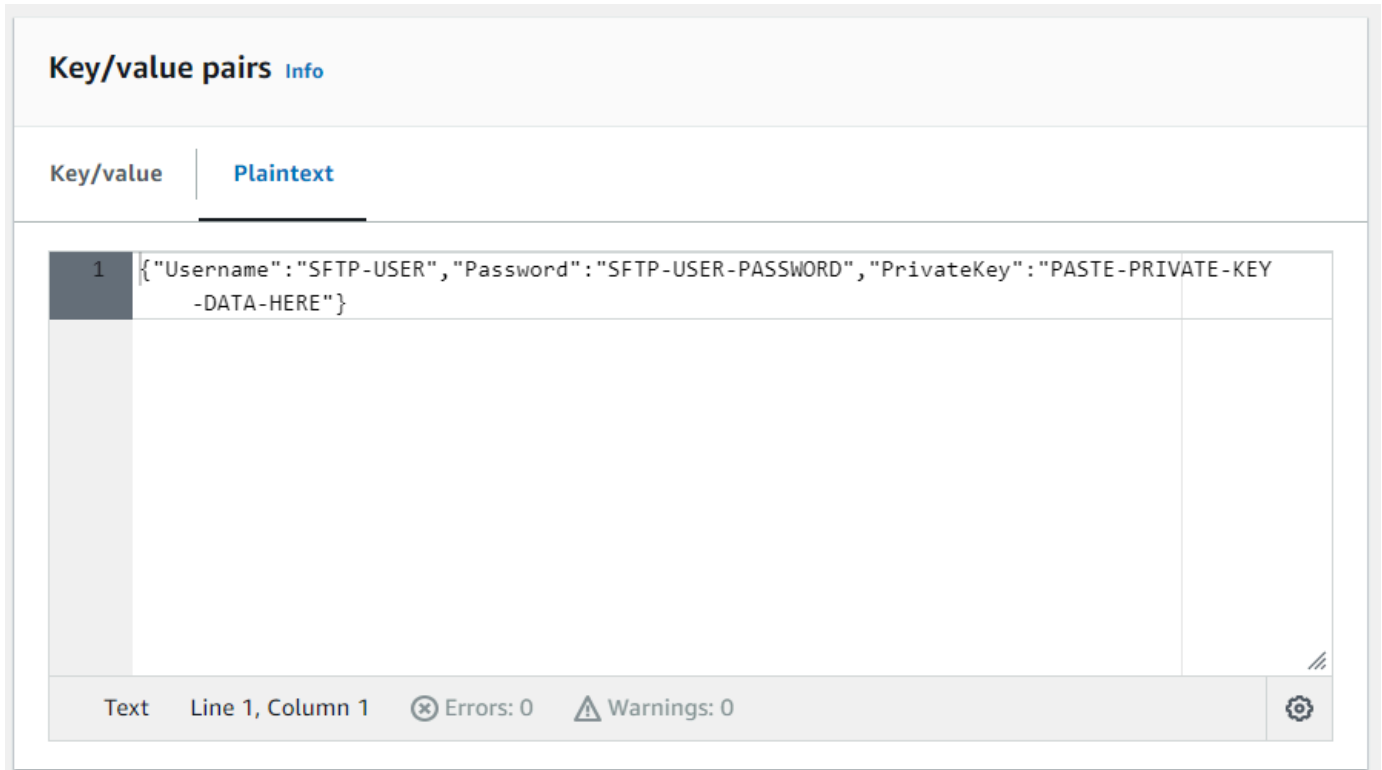 Key/value pairs Info
Key/value Plaintext
1 {"Username":"SFTP-USER","Password":"SFTP-USER-PASSWORD","PrivateKey":"PASTE-PRIVATE-KEY
-DATA-HERE"}
Text Line 1, Column 1 Errors: 0 Warnings: 0